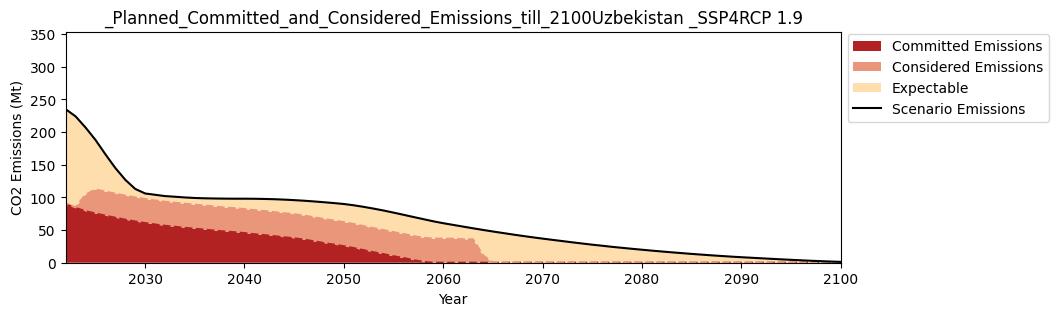 _Planned_Committed_and_Considered_Emissions_till_2100Uzbekistan _SSP4RCP 1.9
CO2 Emissions (Mt)
350
300
250
200
150
100
50
0
2030 2040 2050 2060 2070 2080 2090 2100
Year
Committed Emissions
Considered Emissions
Expectable
Scenario Emissions